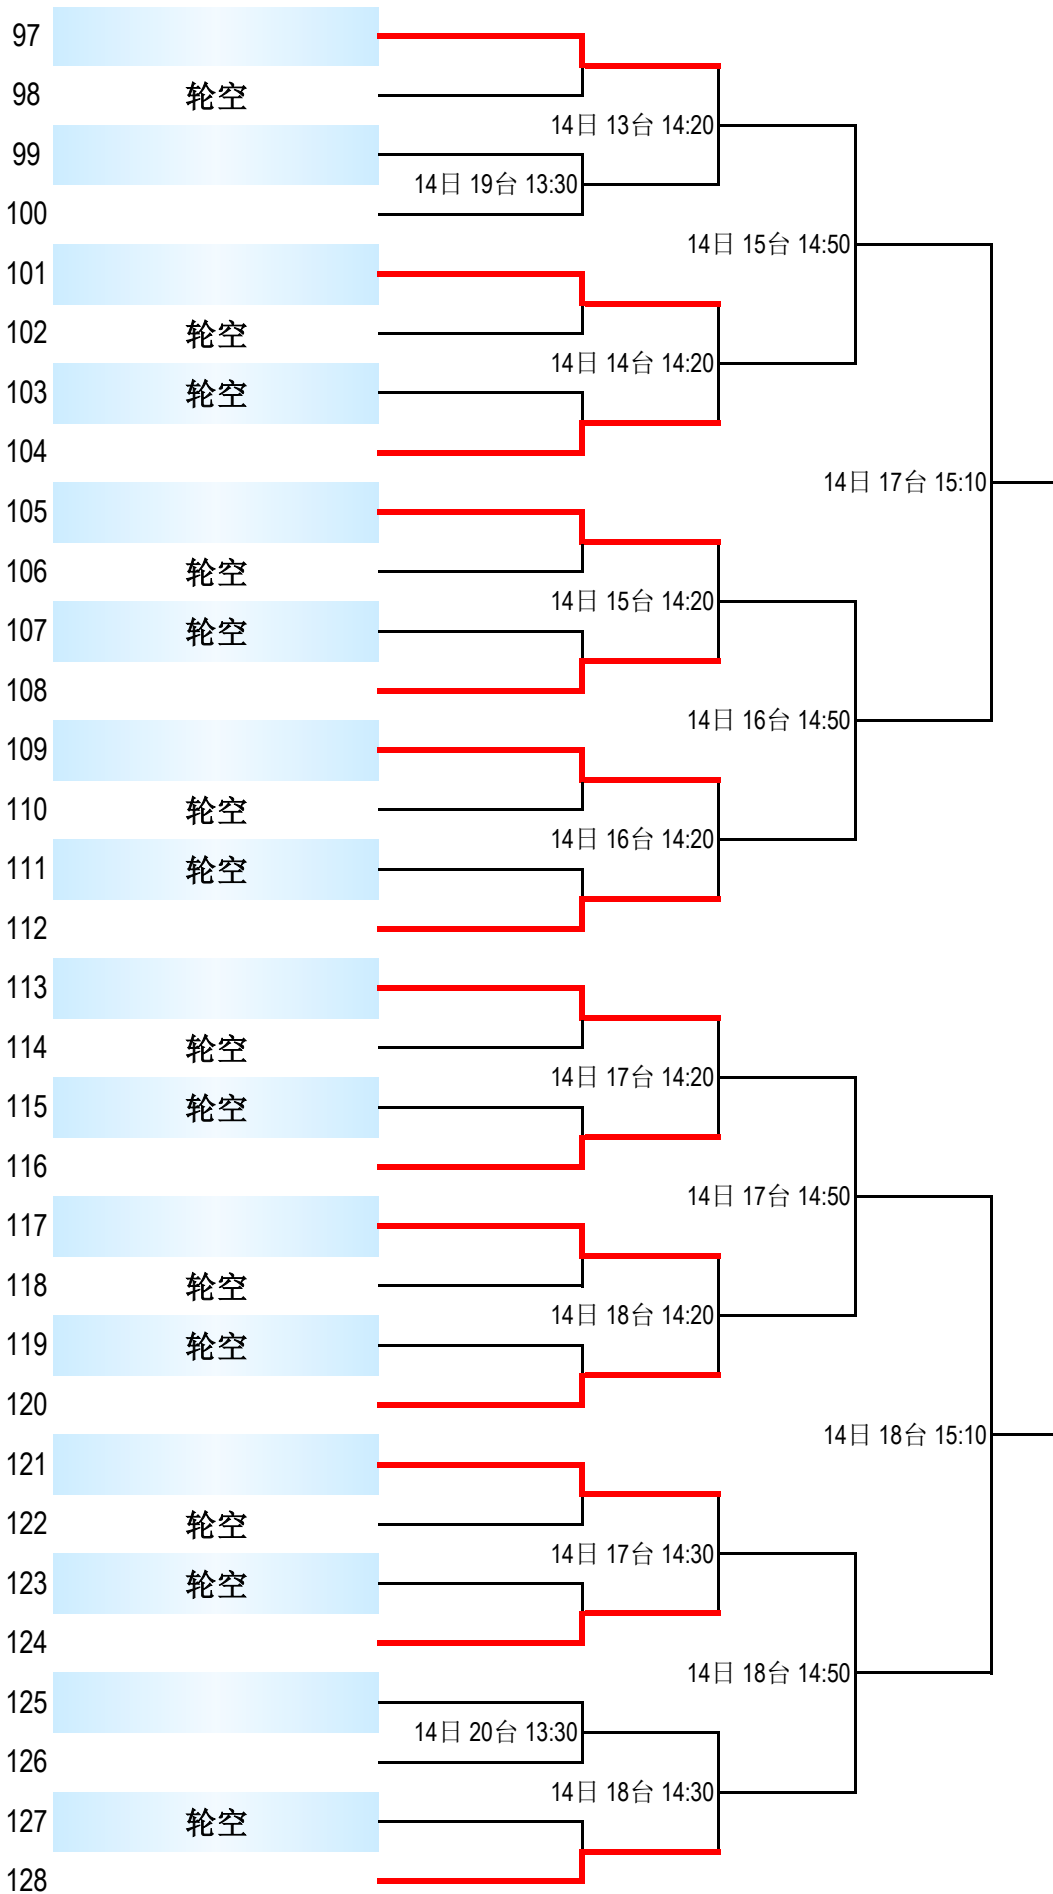 97
98 轮空
14日 13台 14:20
99
14日 19台 13:30
100
14日 15台 14:50
101
102 轮空
14日 14台 14:20
103 轮空
104
14日 17台 15:10
105
106 轮空
14日 15台 14:20
107 轮空
108
14日 16台 14:50
109
110 轮空
14日 16台 14:20
111 轮空
112
113
114 轮空
14日 17台 14:20
115 轮空
116
14日 17台 14:50
117
118 轮空
14日 18台 14:20
119 轮空
120
14日 18台 15:10
121
122 轮空
14日 17台 14:30
123 轮空
124
14日 18台 14:50
125
14日 20台 13:30
126
14日 18台 14:30
127 轮空
128